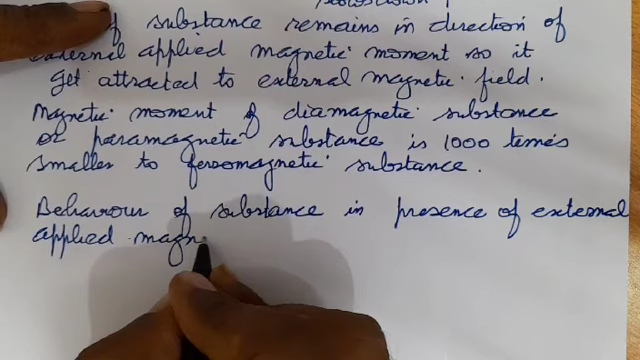 of substance remains in direction of
external applied magnetic moment so it
get attracted to external magnetic field.
Magnetic moment of diamagnetic substance
or paramagnetic substance is 1000 times
smaller to ferromagnetic substance.
Behaviour of substance in presence of external
applied magn